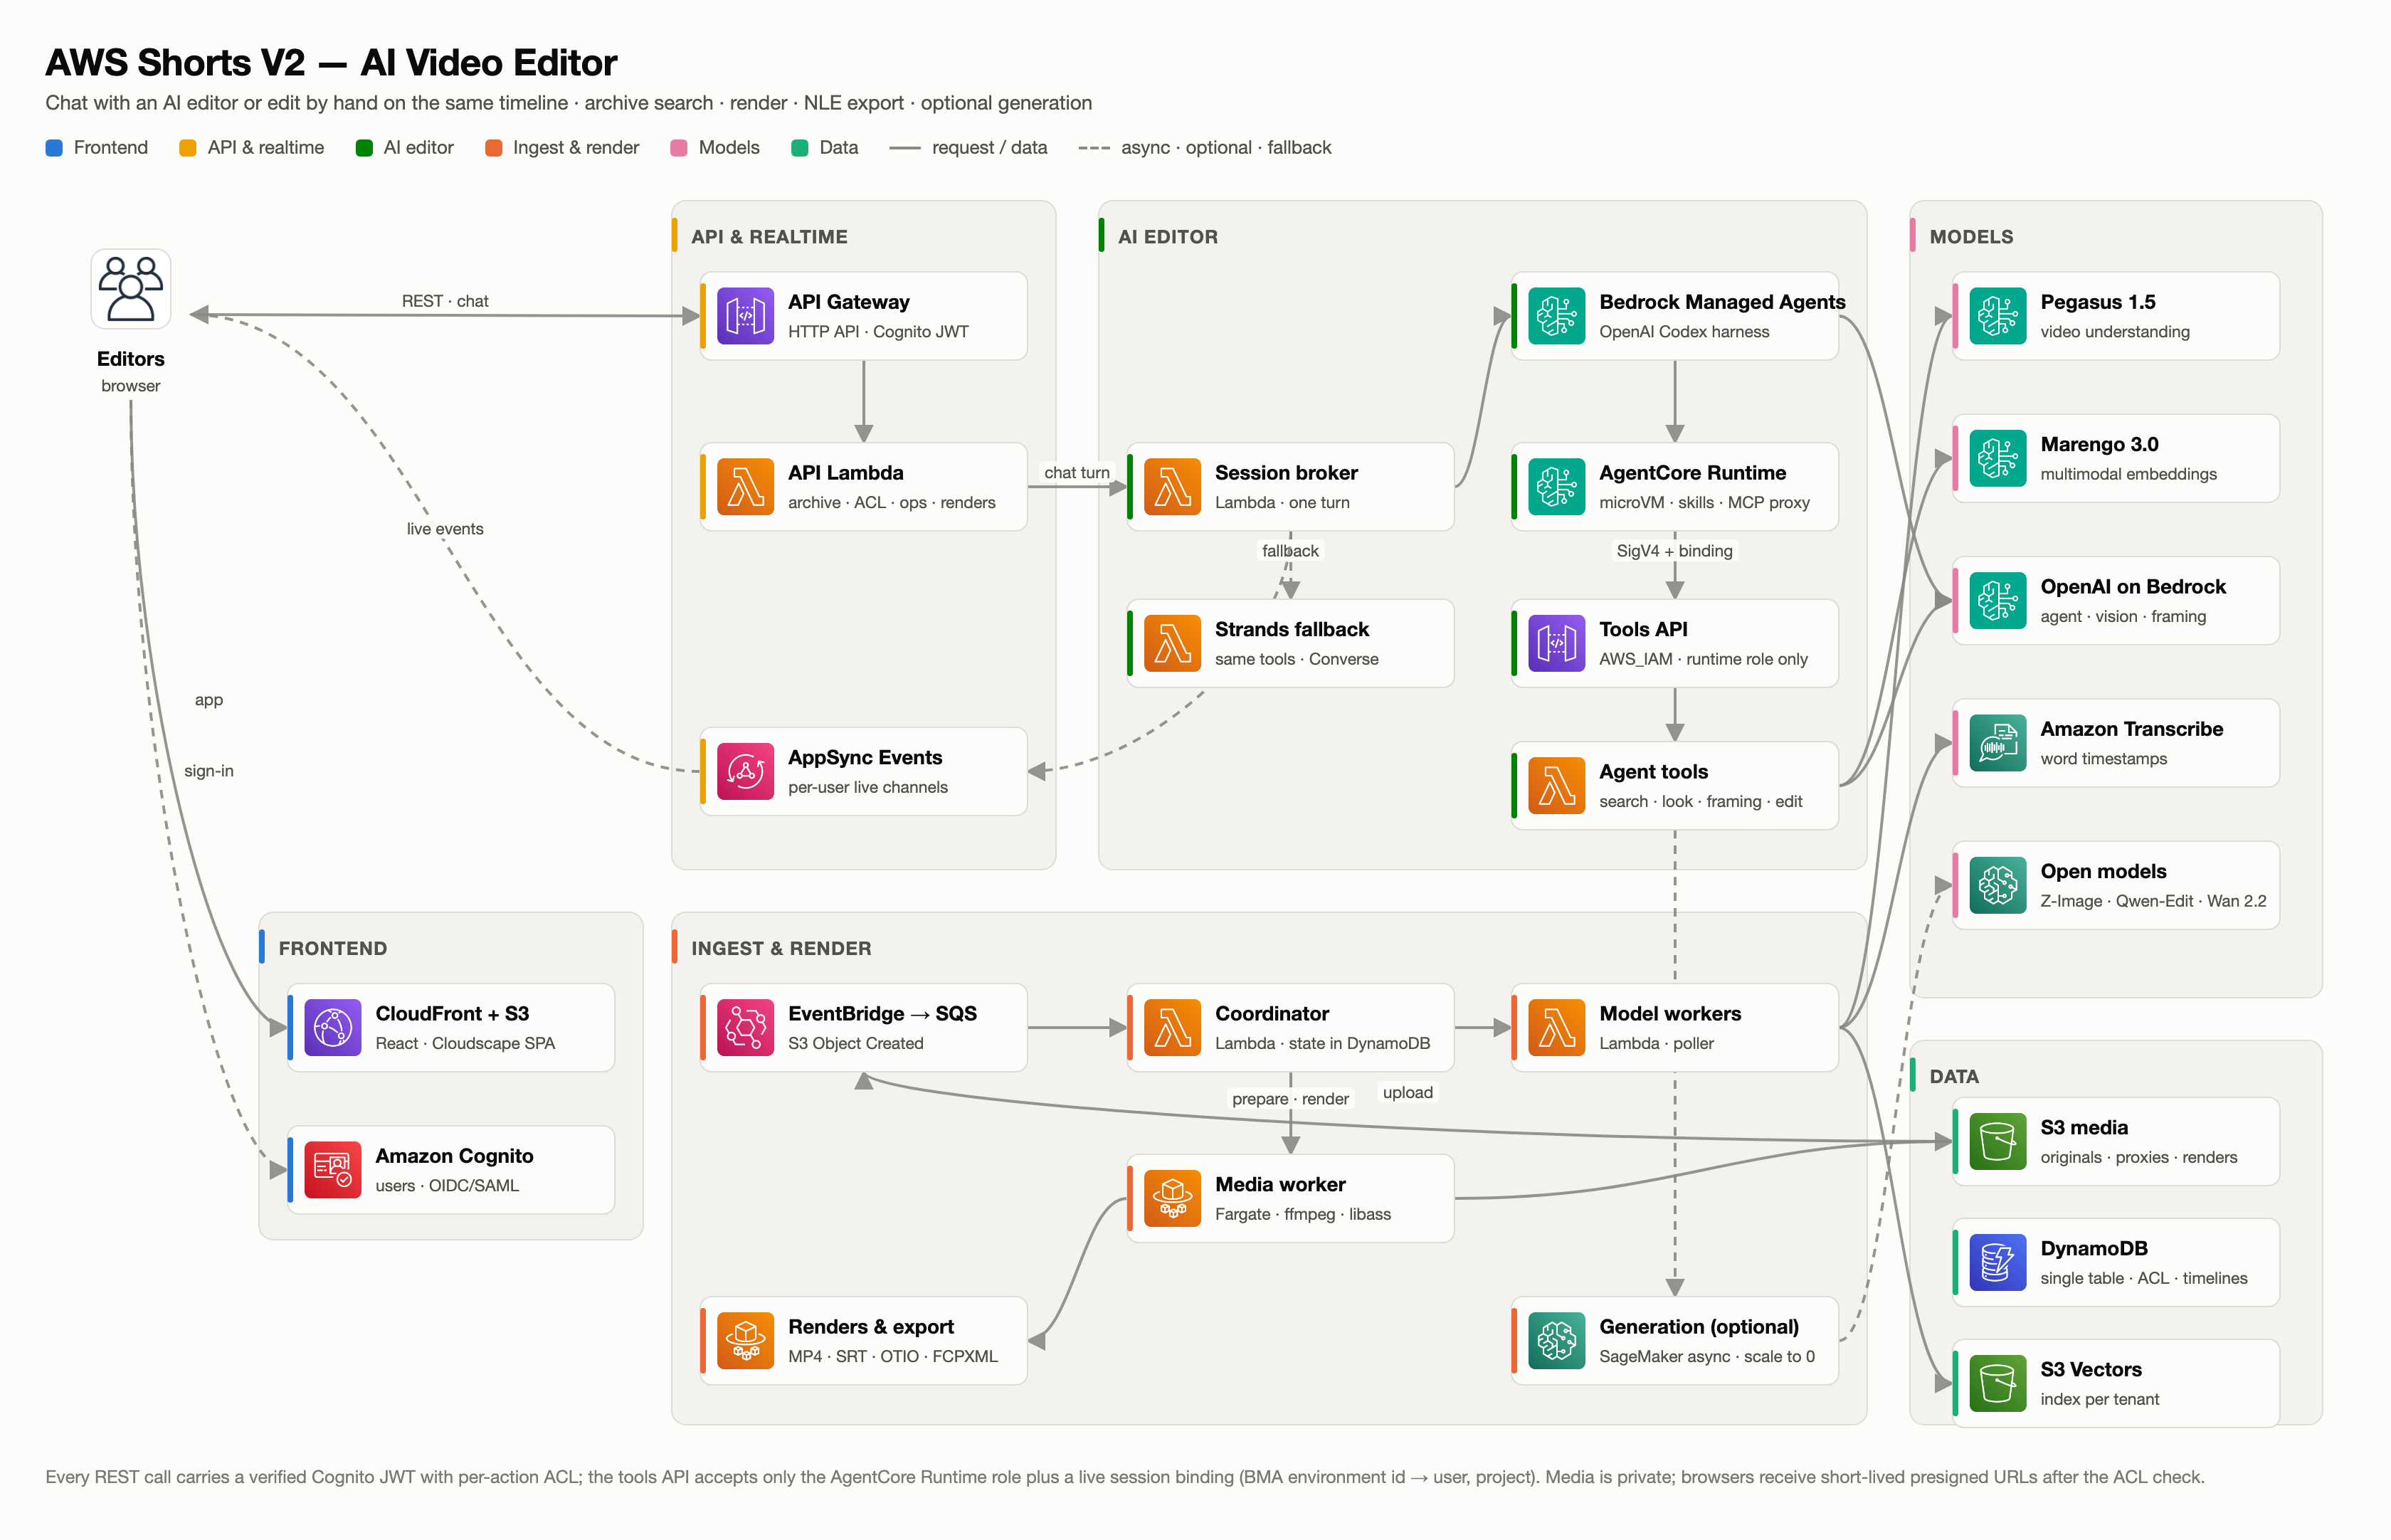 AWS Shorts V2 — AI Video Editor
Chat with an AI editor or edit by hand on the same timeline · archive search · render · NLE export · optional generation
Frontend
API & realtime
AI editor
Ingest & render
Models
Data
request / data
async · optional · fallback
Editors
browser
REST · chat
live events
app
sign-in
API & REALTIME
API Gateway
HTTP API · Cognito JWT
API Lambda
archive · ACL · ops · renders
chat turn
AppSync Events
per-user live channels
AI EDITOR
Session broker
Lambda · one turn
fallback
Strands fallback
same tools · Converse
Bedrock Managed Agents
OpenAI Codex harness
AgentCore Runtime
microVM · skills · MCP proxy
SigV4 + binding
Tools API
AWS_IAM · runtime role only
Agent tools
search · look · framing · edit
MODELS
Pegasus 1.5
video understanding
Marengo 3.0
multimodal embeddings
OpenAI on Bedrock
agent · vision · framing
Amazon Transcribe
word timestamps
Open models
Z-Image · Qwen-Edit · Wan 2.2
FRONTEND
CloudFront + S3
React · Cloudscape SPA
Amazon Cognito
users · OIDC/SAML
INGEST & RENDER
EventBridge → SQS
S3 Object Created
Coordinator
Lambda · state in DynamoDB
Model workers
Lambda · poller
prepare · render
upload
Media worker
Fargate · ffmpeg · libass
Renders & export
MP4 · SRT · OTIO · FCPXML
Generation (optional)
SageMaker async · scale to 0
DATA
S3 media
originals · proxies · renders
DynamoDB
single table · ACL · timelines
S3 Vectors
index per tenant
Every REST call carries a verified Cognito JWT with per-action ACL; the tools API accepts only the AgentCore Runtime role plus a live session binding (BMA environment id → user, project). Media is private; browsers receive short-lived presigned URLs after the ACL check.